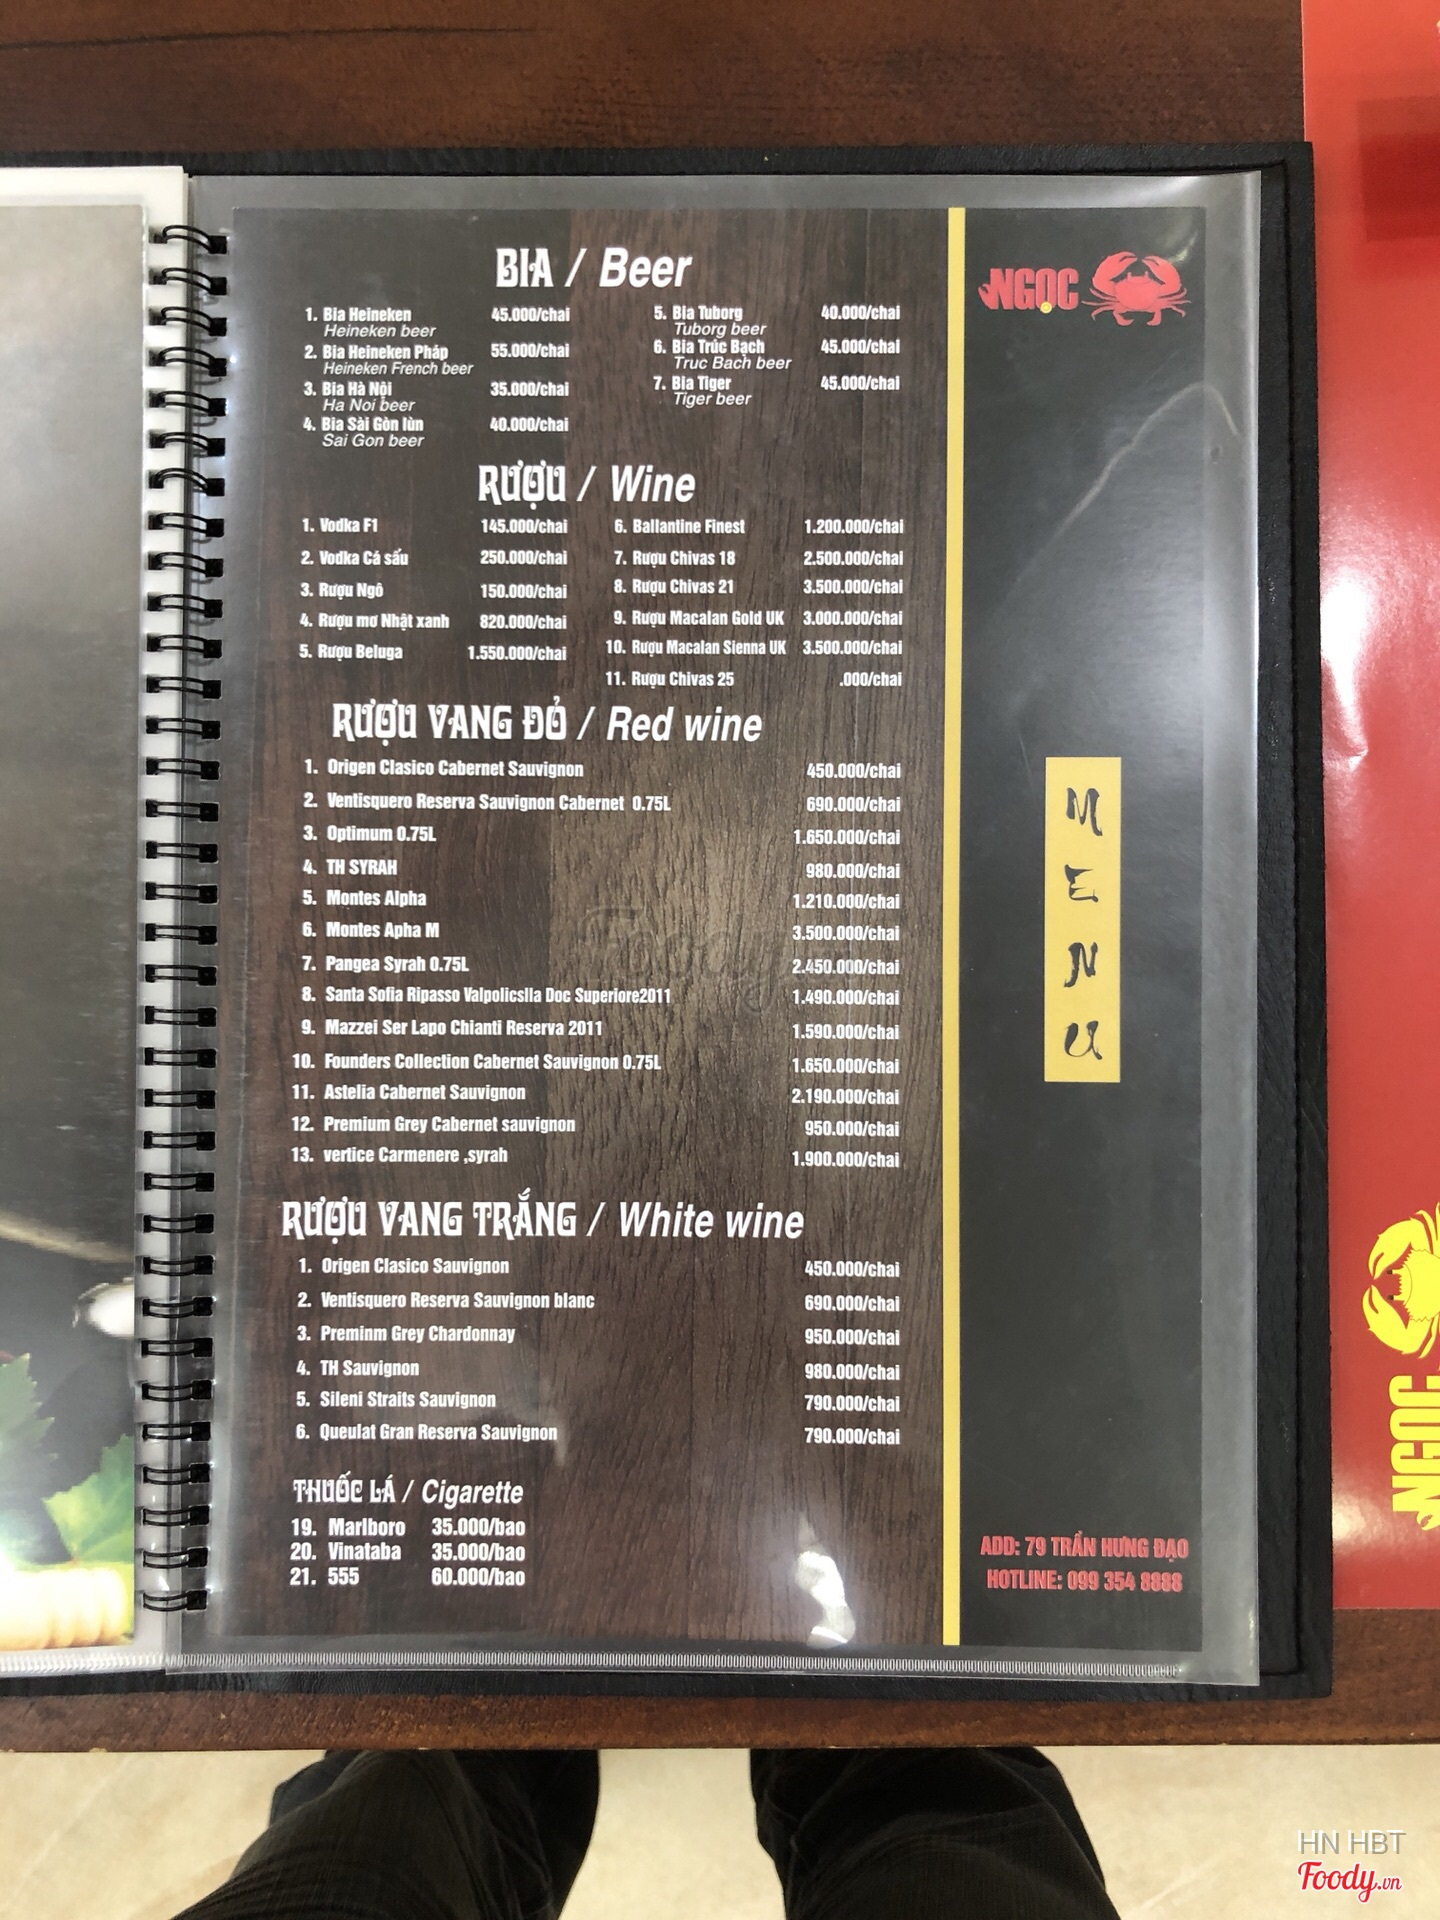 BIA / Beer
1. Bia Heineken 45.000/chai
Heineken beer
2. Bia Heineken Pháp 55.000/chai
Heineken French beer
3. Bia Hà Nội 35.000/chai
Ha Noi beer
4. Bia Sài Gòn lùn 40.000/chai
Sai Gon beer
5. Bia Tuborg 40.000/chai
Tuborg beer
6. Bia Trúc Bạch 45.000/chai
Truc Bach beer
7. Bia Tiger 45.000/chai
Tiger beer
RƯỢU / Wine
1. Vodka F1 145.000/chai
2. Vodka Cá sấu 250.000/chai
3. Rượu Ngô 150.000/chai
4. Rượu mơ Nhật xanh 820.000/chai
5. Rượu Beluga 1.550.000/chai
6. Ballantine Finest 1.200.000/chai
7. Rượu Chivas 18 2.500.000/chai
8. Rượu Chivas 21 3.500.000/chai
9. Rượu Macalan Gold UK 3.000.000/chai
10. Rượu Macalan Sienna UK 3.500.000/chai
11. Rượu Chivas 25 .000/chai
RƯỢU VANG ĐỎ / Red wine
1. Origen Clasico Cabernet Sauvignon 450.000/chai
2. Ventisquero Reserva Sauvignon Cabernet 0.75L 690.000/chai
3. Optimum 0.75L 1.650.000/chai
4. TH SYRAH 980.000/chai
5. Montes Alpha 1.210.000/chai
6. Montes Apha M 3.500.000/chai
7. Pangea Syrah 0.75L 2.450.000/chai
8. Santa Sofia Ripasso Valpolicslla Doc Superiore2011 1.490.000/chai
9. Mazzei Ser Lapo Chianti Reserva 2011 1.590.000/chai
10. Founders Collection Cabernet Sauvignon 0.75L 1.650.000/chai
11. Astelia Cabernet Sauvignon 2.190.000/chai
12. Premium Grey Cabernet sauvignon 950.000/chai
13. vertice Carmenere ,syrah 1.900.000/chai
RƯỢU VANG TRẮNG / White wine
1. Origen Clasico Sauvignon 450.000/chai
2. Ventisquero Reserva Sauvignon blanc 690.000/chai
3. Preminm Grey Chardonnay 950.000/chai
4. TH Sauvignon 980.000/chai
5. Sileni Straits Sauvignon 790.000/chai
6. Queulat Gran Reserva Sauvignon 790.000/chai
THUỐC LÁ / Cigarette
19. Marlboro 35.000/bao
20. Vinataba 35.000/bao
21. 555 60.000/bao
NGỌC
MENU
ADD: 79 TRẦN HƯNG ĐẠO
HOTLINE: 099 354 8888
NGỌC
Foody
HN HBT
Foody.vn